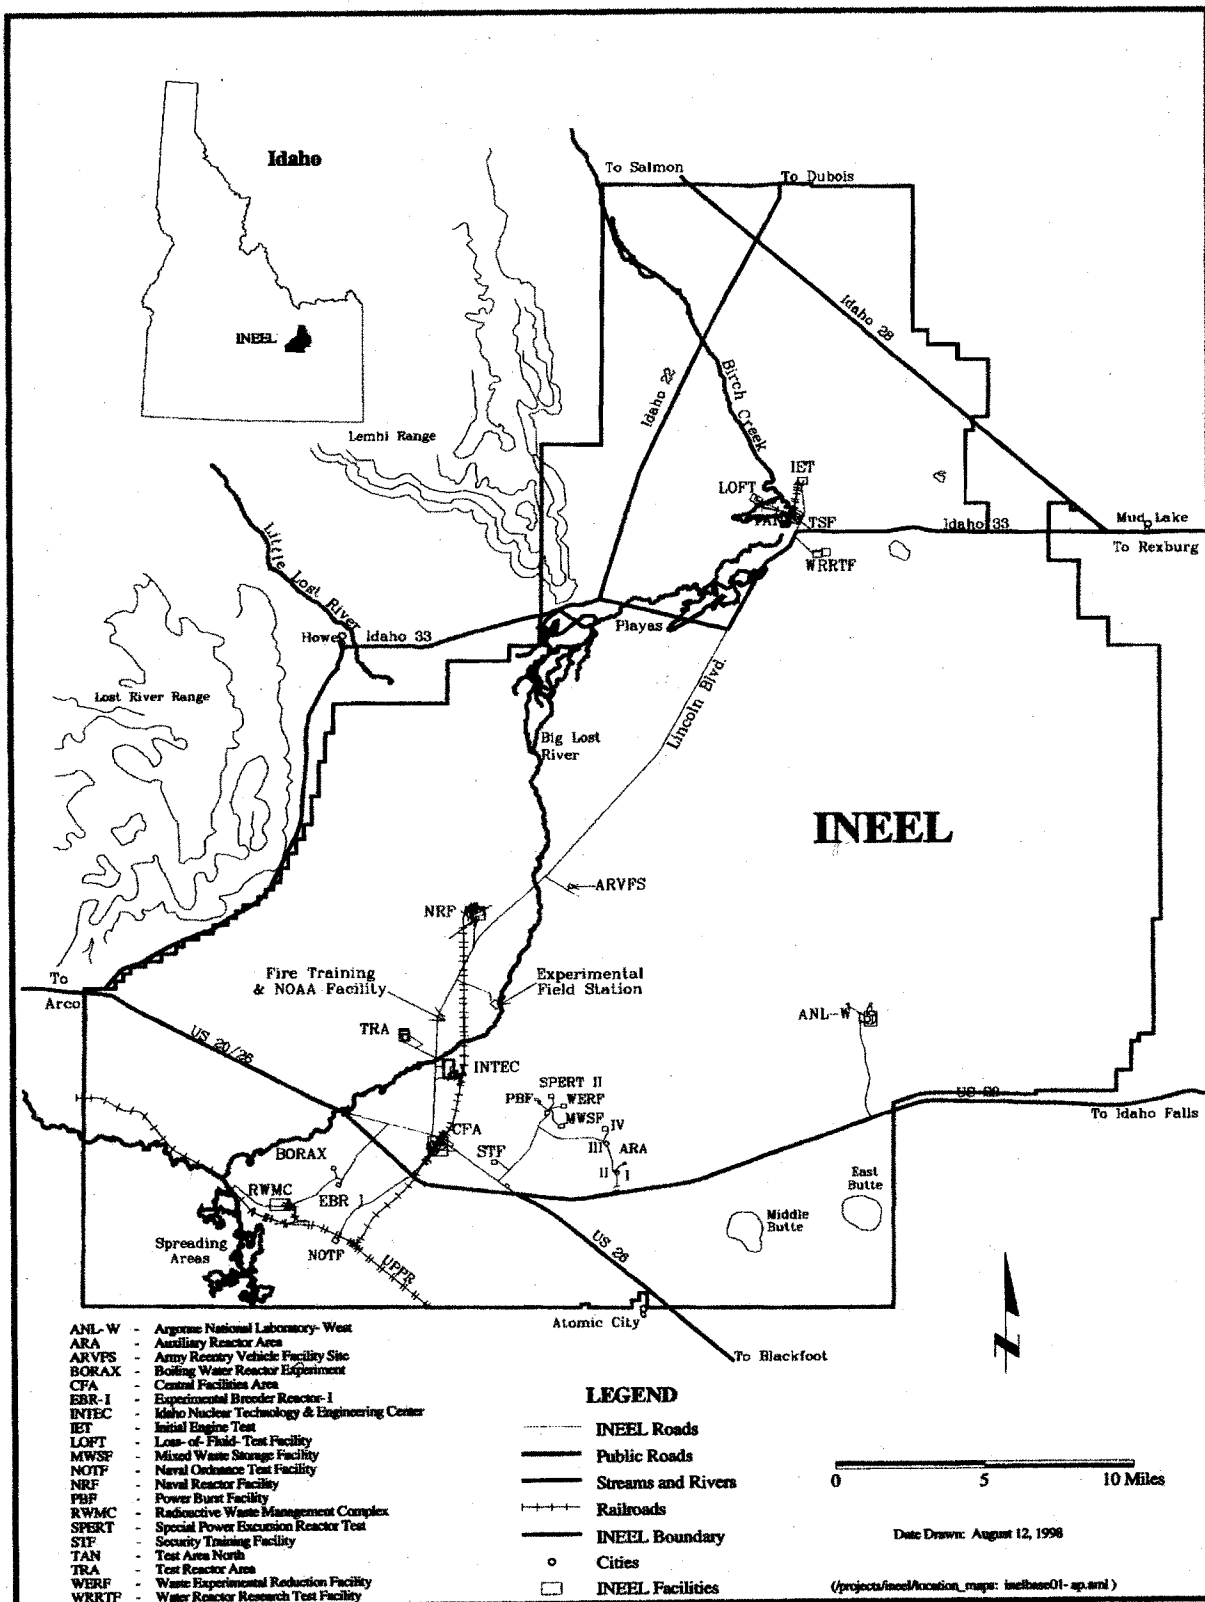 Idaho
INEEL
To Salmon
To Dubois
Idaho 28
Idaho 22
Birch Creek
Lemhi Range
IET
LOFT
TAN
TSF
Idaho 33
Mud Lake
To Rexburg
WRRTF
Little Lost River
Howe
Idaho 33
Playas
Lost River Range
Lincoln Blvd.
Big Lost
River
INEEL
ARVFS
NRF
To
Arco
Fire Training
& NOAA Facility
Experimental
Field Station
ANL-W
TRA
US 20/26
INTEC
SPERT II
PBF
WERF
MWSF
IV
US 20
To Idaho Falls
CFA
STF
III
ARA
BORAX
II
I
RWMC
EBR I
East
Butte
Middle
Butte
Spreading
Areas
NOTF
UPPR
US 26
Atomic City
To Blackfoot
ANL-W - Argonne National Laboratory-West
ARA - Auxiliary Reactor Area
ARVFS - Army Reentry Vehicle Facility Site
BORAX - Boiling Water Reactor Experiment
CFA - Central Facilities Area
EBR-I - Experimental Breeder Reactor-I
INTEC - Idaho Nuclear Technology & Engineering Center
IET - Initial Engine Test
LOFT - Loss-of-Fluid-Test Facility
MWSF - Mixed Waste Storage Facility
NOTF - Naval Ordnance Test Facility
NRF - Naval Reactor Facility
PBF - Power Burst Facility
RWMC - Radioactive Waste Management Complex
SPERT - Special Power Excursion Reactor Test
STF - Security Training Facility
TAN - Test Area North
TRA - Test Reactor Area
WERF - Waste Experimental Reduction Facility
WRRTF - Water Reactor Research Test Facility
LEGEND
INEEL Roads
Public Roads
Streams and Rivers
Railroads
INEEL Boundary
Cities
INEEL Facilities
0 5 10 Miles
Date Drawn: August 12, 1998
(/projects/ineel/location_maps: inelbase01-ap.aml)